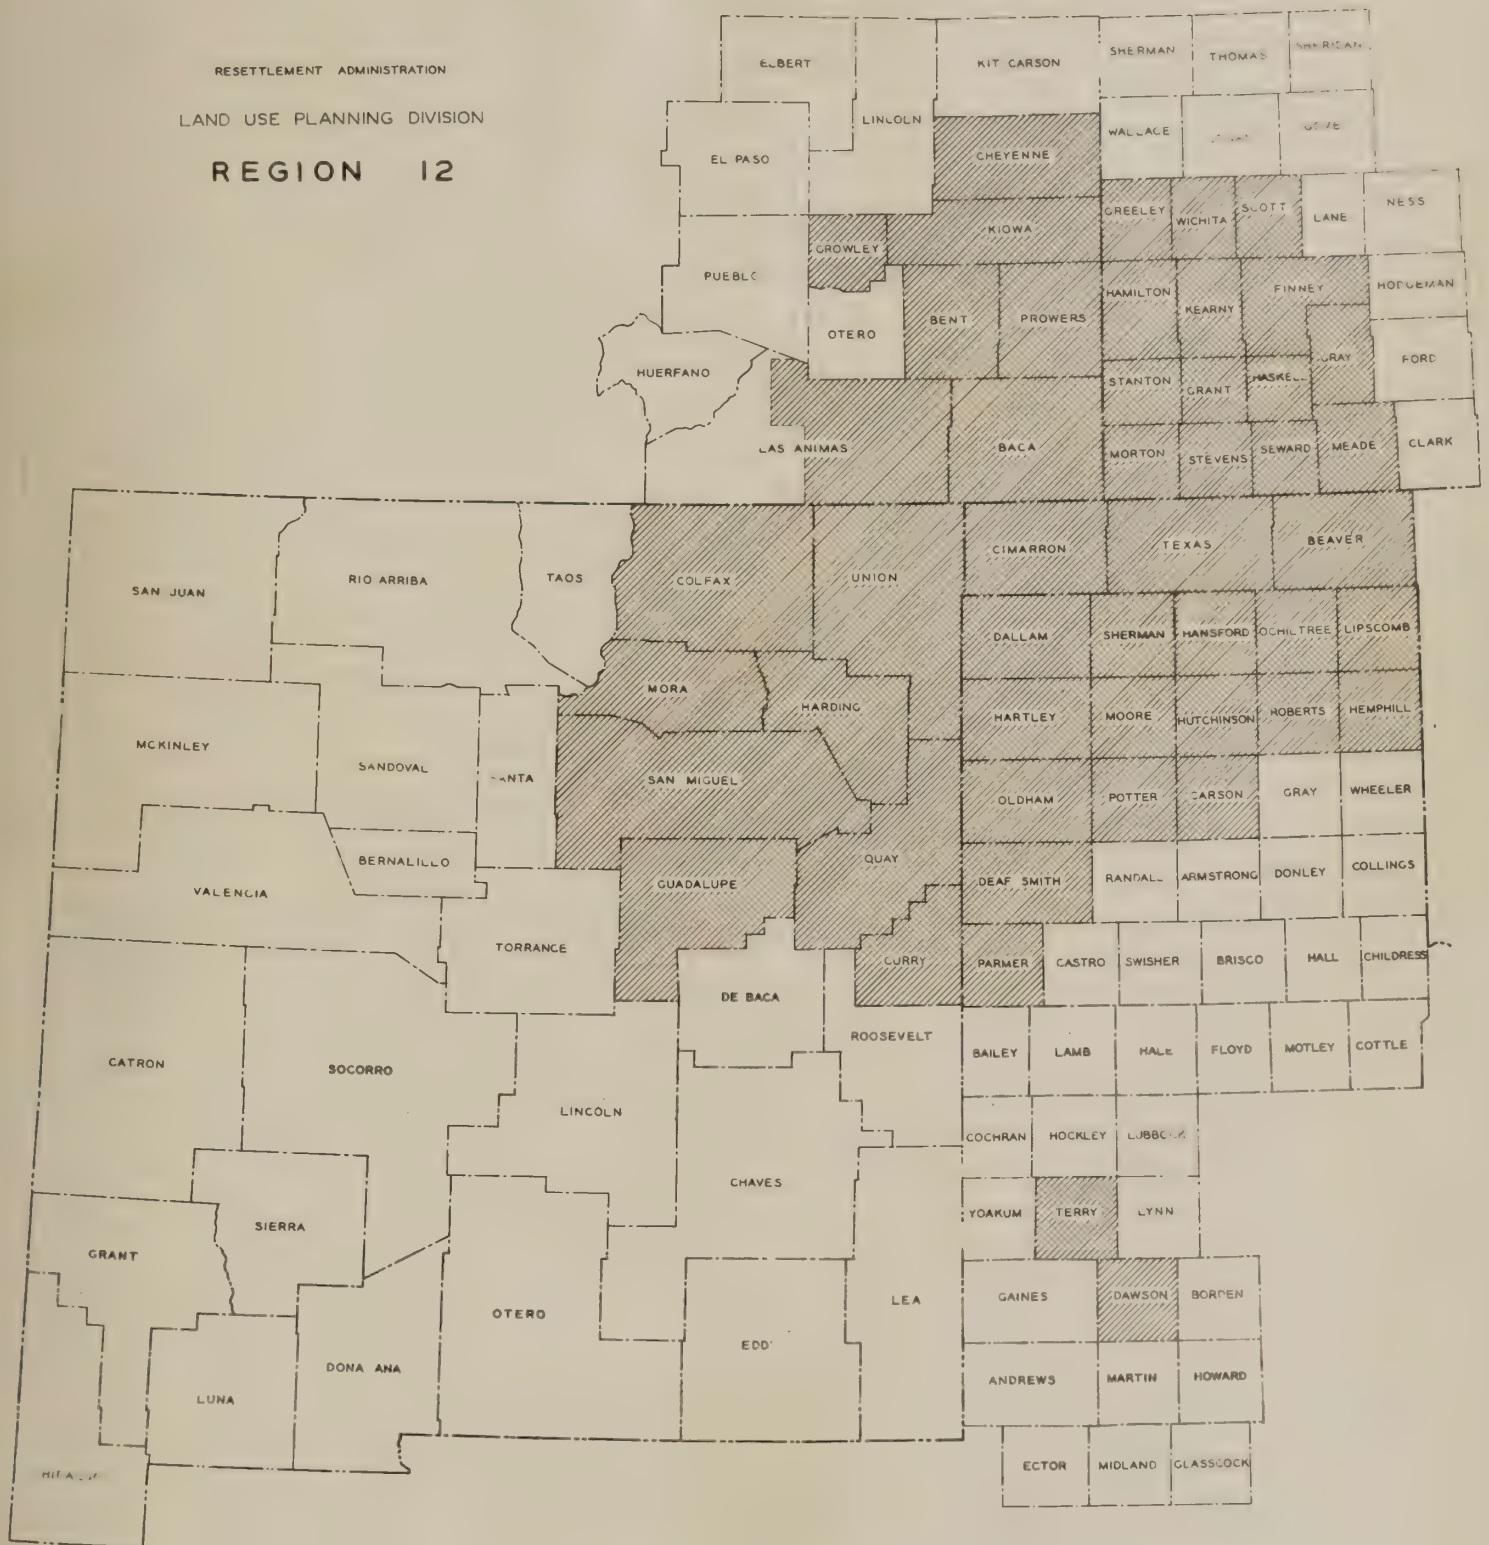 RESETTLEMENT ADMINISTRATION
LAND USE PLANNING DIVISION
REGION 12
ELBERT
KIT CARSON
SHERMAN
THOMAS
SHERIDAN
LINCOLN
WALLACE
EL PASO
CHEYENNE
GREELEY
WICHITA
SCOTT
LANE
NESS
KIOWA
CROWLEY
PUEBLO
HAMILTON
KEARNY
FINNEY
HODGEMAN
OTERO
BENT
PROWERS
GRAY
FORD
HUERFANO
STANTON
GRANT
HASKELL
LAS ANIMAS
BACA
MORTON
STEVENS
SEWARD
MEADE
CLARK
SAN JUAN
RIO ARRIBA
TAOS
COLFAX
UNION
CIMARRON
TEXAS
BEAVER
DALLAM
SHERMAN
HANSFORD
OCHILTREE
LIPSCOMB
MORA
HARDING
HARTLEY
MOORE
HUTCHINSON
ROBERTS
HEMPHILL
MCKINLEY
SANDOVAL
SAN MIGUEL
OLDHAM
POTTER
CARSON
GRAY
WHEELER
BERNALILLO
QUAY
VALENCIA
GUADALUPE
DEAF SMITH
RANDALL
ARMSTRONG
DONLEY
COLLINGS
TORRANCE
CURRY
PARMER
CASTRO
SWISHER
BRISCO
HALL
CHILDRESS
DE BACA
ROOSEVELT
BAILEY
LAMB
HALE
FLOYD
MOTLEY
COTTLE
CATRON
SOCORRO
LINCOLN
COCHRAN
HOCKLEY
LUBBOCK
CHAVES
YOAKUM
TERRY
LYNN
SIERRA
GRANT
OTERO
LEA
GAINES
DAWSON
BORDEN
DONA ANA
LUNA
ANDREWS
MARTIN
HOWARD
ECTOR
MIDLAND
GLASSCOCK